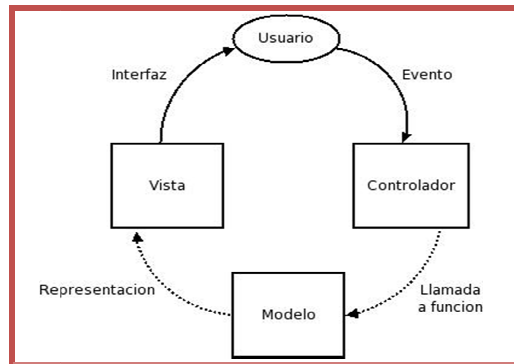 Usuario
Interfaz
Evento
Vista
Controlador
Representacion
Llamada
a funcion
Modelo